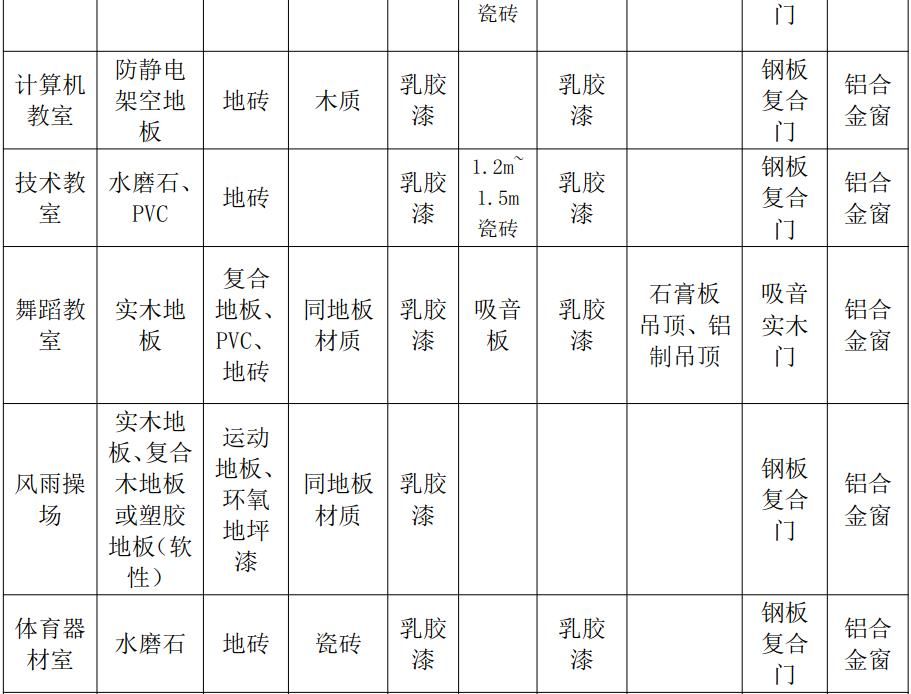 瓷砖
门
计算机
教室
防静电
架空地
板
地砖
木质
乳胶
漆
乳胶
漆
钢板
复合
门
铝合
金窗
技术教
室
水磨石、
PVC
地砖
乳胶
漆
1.2m~
1.5m
瓷砖
乳胶
漆
钢板
复合
门
铝合
金窗
舞蹈教
室
实木地
板
复合
地板、
PVC、
地砖
同地板
材质
乳胶
漆
吸音
板
乳胶
漆
石膏板
吊顶、铝
制吊顶
吸音
实木
门
铝合
金窗
风雨操
场
实木地
板、复合
木地板
或塑胶
地板(软
性)
运动
地板、
环氧
地坪
漆
同地板
材质
乳胶
漆
钢板
复合
门
铝合
金窗
体育器
材室
水磨石
地砖
瓷砖
乳胶
漆
乳胶
漆
钢板
复合
门
铝合
金窗